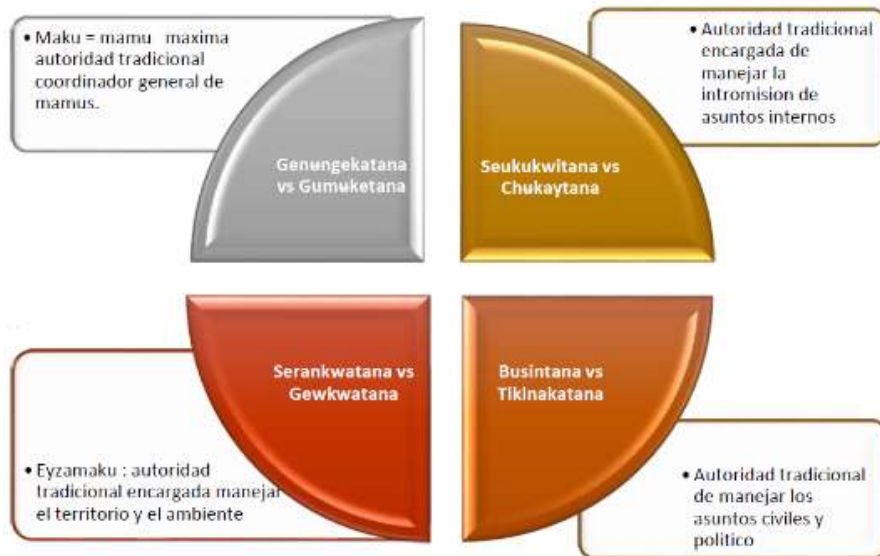 • Maku = mamu maxima
autoridad tradicional
coordinador general de
mamus.
• Autoridad tradicional
encargada de
manejar la
intromision de
asuntos internos
Genungekatana
vs Gumuketana
Seukukwitana vs
Chukaytana
Serankwatana vs
Gewkwatana
Busintana vs
Tikinakatana
• Eyzamaku : autoridad
tradicional encargada manejar
el territorio y el ambiente
• Autoridad tradicional
de manejar los
asuntos civiles y
politico